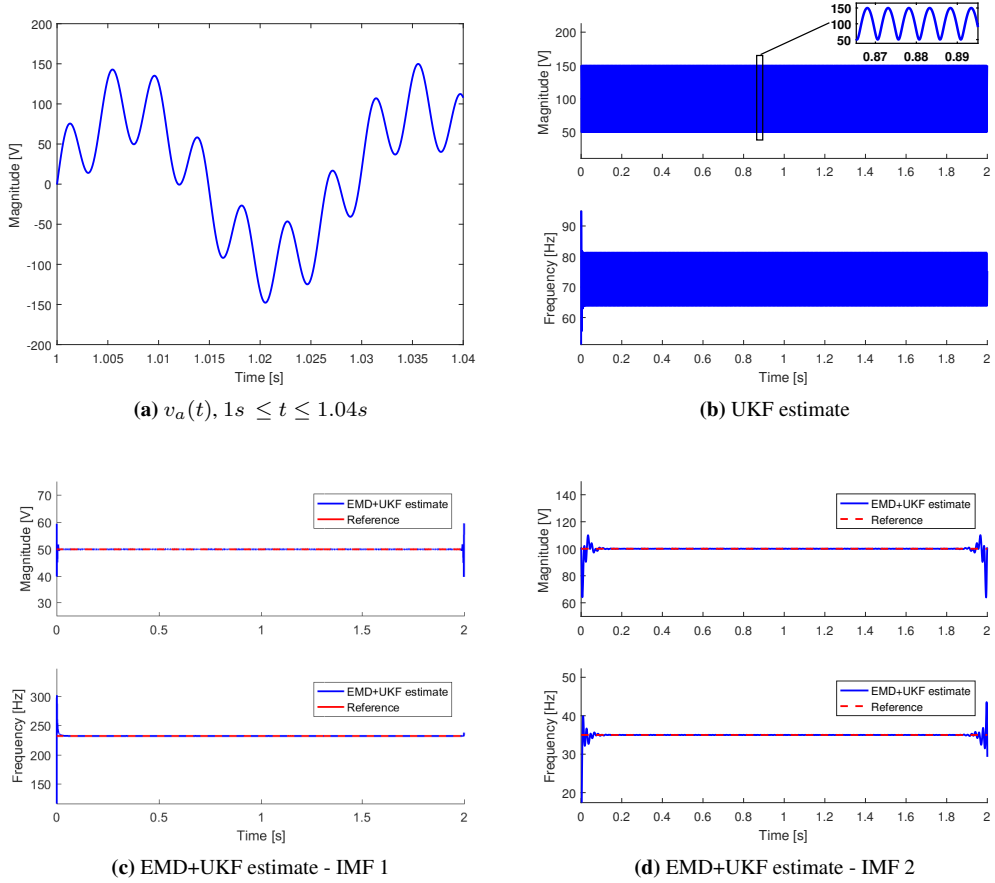 200
150
100
50
0
-50
-100
-150
-200
Magnitude [V]
1 1.005 1.01 1.015 1.02 1.025 1.03 1.035 1.04
Time [s]
(a) v_a(t), 1s ≤ t ≤ 1.04s
150
100
50
0.87 0.88 0.89
200
150
100
50
Magnitude [V]
0 0.2 0.4 0.6 0.8 1 1.2 1.4 1.6 1.8 2
90
80
70
60
Frequency [Hz]
0 0.2 0.4 0.6 0.8 1 1.2 1.4 1.6 1.8 2
Time [s]
(b) UKF estimate
70
60
50
40
30
Magnitude [V]
EMD+UKF estimate
Reference
0 0.5 1 1.5 2
300
250
200
150
Frequency [Hz]
EMD+UKF estimate
Reference
0 0.5 1 1.5 2
Time [s]
(c) EMD+UKF estimate - IMF 1
140
120
100
80
60
Magnitude [V]
EMD+UKF estimate
Reference
0 0.2 0.4 0.6 0.8 1 1.2 1.4 1.6 1.8 2
50
40
30
20
Frequency [Hz]
EMD+UKF estimate
Reference
0 0.2 0.4 0.6 0.8 1 1.2 1.4 1.6 1.8 2
Time [s]
(d) EMD+UKF estimate - IMF 2